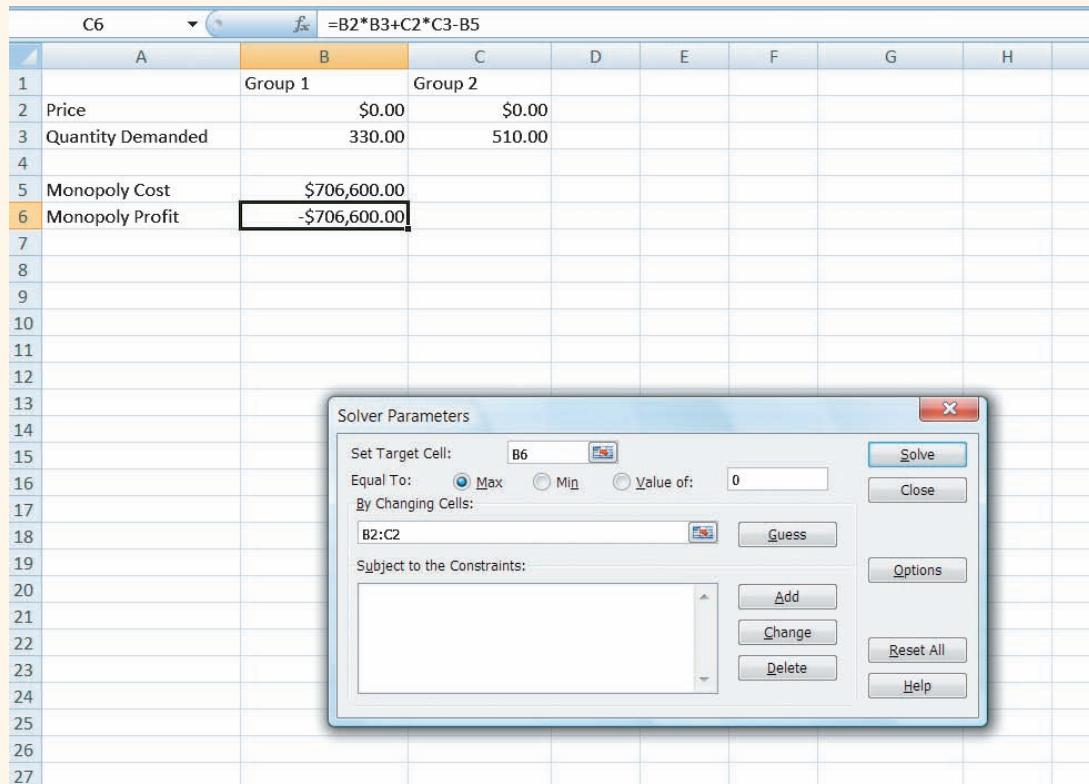 C6 fx =B2*B3+C2*C3-B5
A B C D E F G H
1 Group 1 Group 2
2 Price $0.00 $0.00
3 Quantity Demanded 330.00 510.00
4
5 Monopoly Cost $706,600.00
6 Monopoly Profit -$706,600.00
7
8
9
10
11
12
13
14
15
16
17
18
19
20
21
22
23
24
25
26
27
Solver Parameters
Set Target Cell: B6 Solve
Equal To: Max Min Value of: 0 Close
By Changing Cells:
B2:C2 Guess
Subject to the Constraints: Options
Add
Change
Reset All
Delete
Help